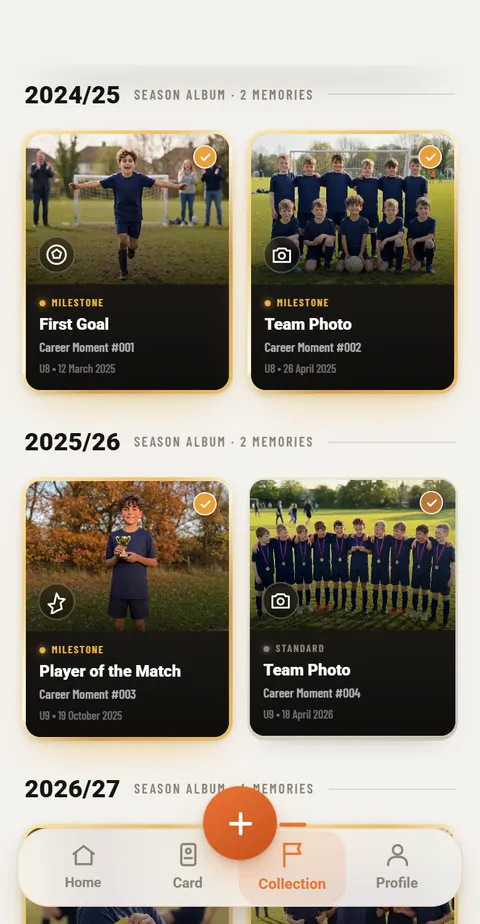 2024/25 SEASON ALBUM · 2 MEMORIES
MILESTONE
First Goal
Career Moment #001
U8 • 12 March 2025
MILESTONE
Team Photo
Career Moment #002
U8 • 26 April 2025
2025/26 SEASON ALBUM · 2 MEMORIES
MILESTONE
Player of the Match
Career Moment #003
U9 • 19 October 2025
STANDARD
Team Photo
Career Moment #004
U9 • 18 April 2026
2026/27 SEASON ALBUM MEMORIES
Home
Card
Collection
Profile